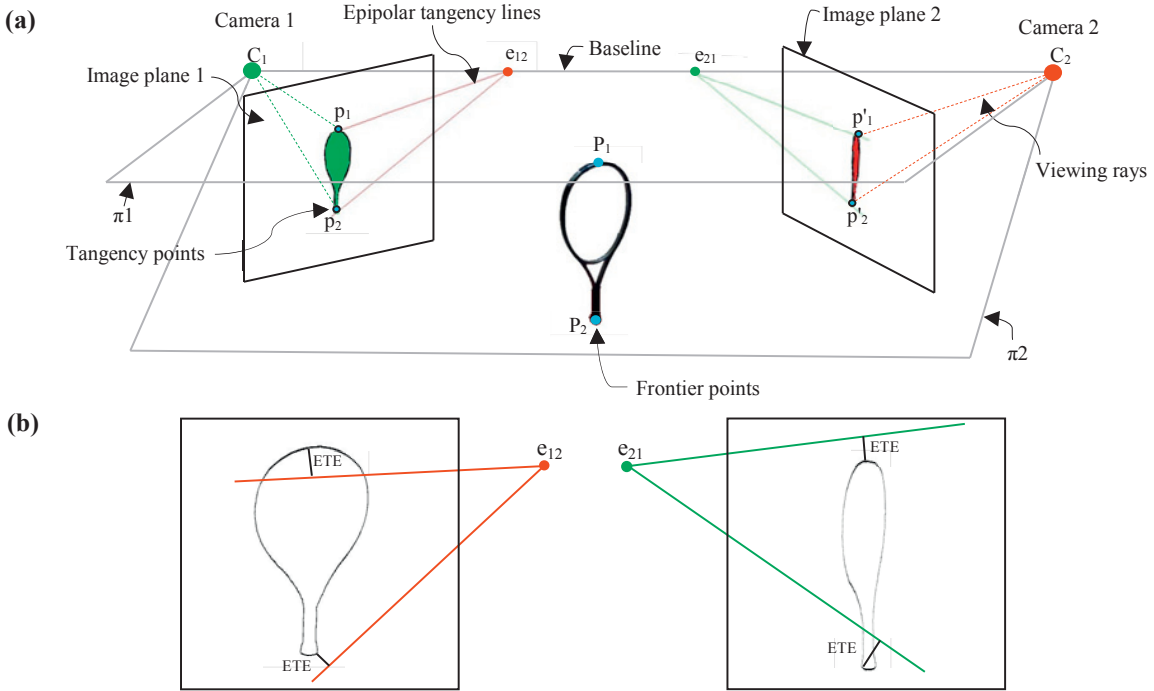 (a)
Camera 1
Epipolar tangency lines
Image plane 2
Camera 2
C₁
e₁₂
Baseline
e₂₁
C₂
Image plane 1
p₁
p'₁
P₁
Viewing rays
π1
p₂
p'₂
Tangency points
P₂
π2
Frontier points
(b)
ETE
e₁₂
e₂₁
ETE
ETE
ETE